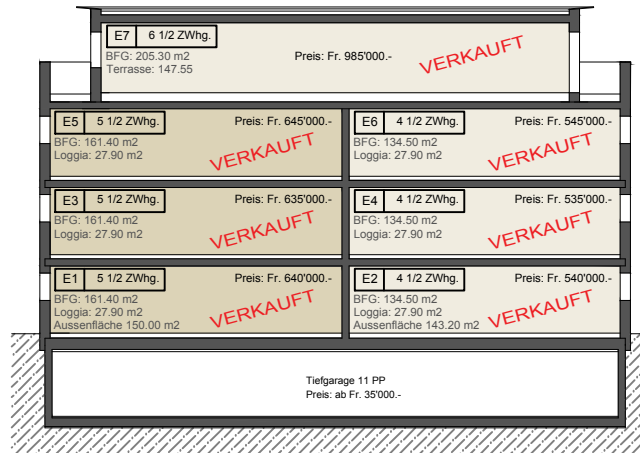 E7 6 1/2 ZWhg.
BFG: 205.30 m2 Preis: Fr. 985'000.- VERKAUFT
Terrasse: 147.55
E5 5 1/2 ZWhg. Preis: Fr. 645'000.-
BFG: 161.40 m2
Loggia: 27.90 m2 VERKAUFT
E6 4 1/2 ZWhg. Preis: Fr. 545'000.-
BFG: 134.50 m2
Loggia: 27.90 m2 VERKAUFT
E3 5 1/2 ZWhg. Preis: Fr. 635'000.-
BFG: 161.40 m2
Loggia: 27.90 m2 VERKAUFT
E4 4 1/2 ZWhg. Preis: Fr. 535'000.-
BFG: 134.50 m2
Loggia: 27.90 m2 VERKAUFT
E1 5 1/2 ZWhg. Preis: Fr. 640'000.-
BFG: 161.40 m2
Loggia: 27.90 m2 VERKAUFT
Aussenfläche 150.00 m2
E2 4 1/2 ZWhg. Preis: Fr. 540'000.-
BFG: 134.50 m2
Loggia: 27.90 m2 VERKAUFT
Aussenfläche 143.20 m2
Tiefgarage 11 PP
Preis: ab Fr. 35'000.-